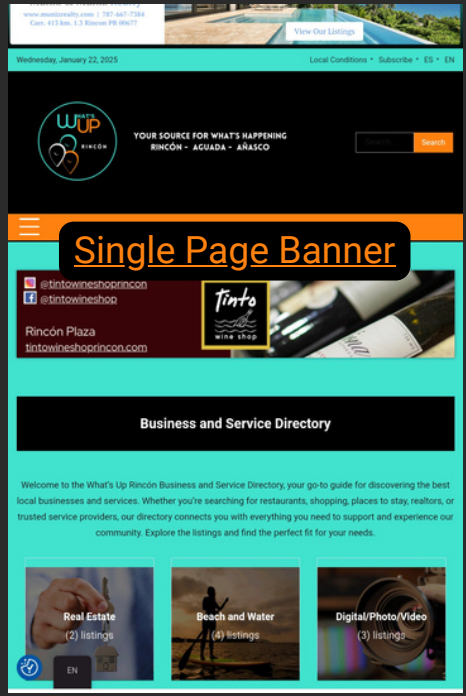 www.muntzrealty.com | 787-667-7584
Carr. 413 km. 1.3 Rincon PR 00677
View Our Listings
Wednesday, January 22, 2025
Local Conditions • Subscribe • ES • EN
WHAT'S
UP
RINCÓN
YOUR SOURCE FOR WHAT'S HAPPENING
RINCÓN - AGUADA - AÑASCO
Search
Search
Single Page Banner
@tintowineshoprincon
@tintowineshop
Rincón Plaza
tintowineshoprincon.com
Tinto
wine shop
Business and Service Directory
Welcome to the What's Up Rincón Business and Service Directory, your go-to guide for discovering the best
local businesses and services. Whether you're searching for restaurants, shopping, places to stay, realtors, or
trusted service providers, our directory connects you with everything you need to support and experience our
community. Explore the listings and find the perfect fit for your needs.
Real Estate
(2) listings
Beach and Water
(4) listings
Digital/Photo/Video
(3) listings
EN